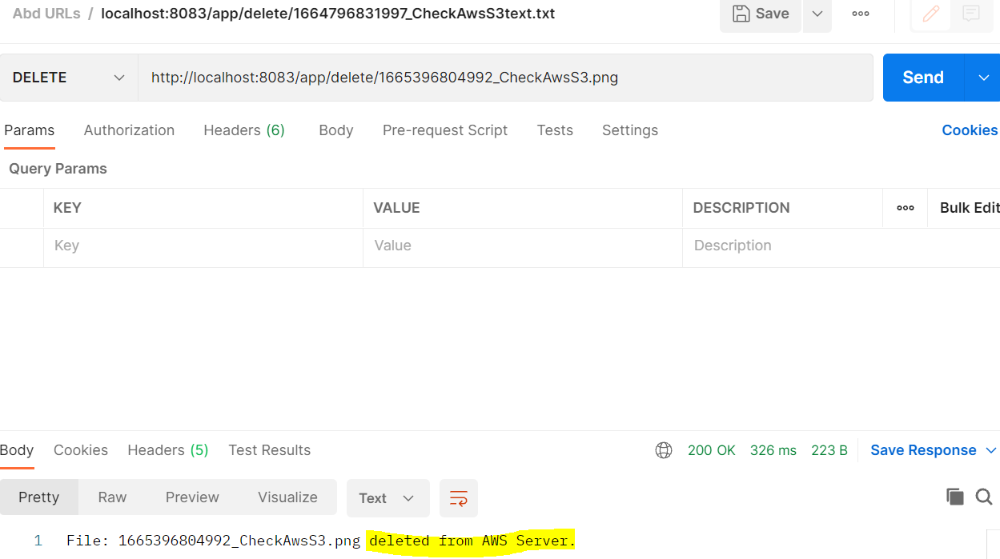 Abd URLs / localhost:8083/app/delete/1664796831997_CheckAwsS3text.txt Save ooo
DELETE http://localhost:8083/app/delete/1665396804992_CheckAwsS3.png Send
Params Authorization Headers (6) Body Pre-request Script Tests Settings Cookies
Query Params
KEY VALUE DESCRIPTION ooo Bulk Edit
Key Value Description
Body Cookies Headers (5) Test Results 200 OK 326 ms 223 B Save Response
Pretty Raw Preview Visualize Text
1 File: 1665396804992_CheckAwsS3.png deleted from AWS Server.